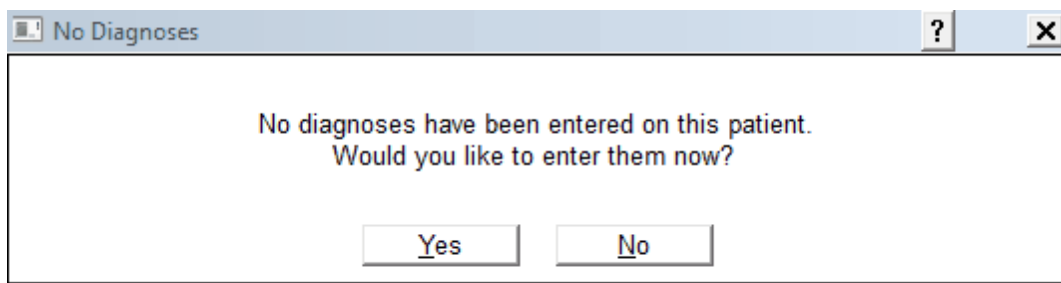 No Diagnoses
?
No diagnoses have been entered on this patient.
Would you like to enter them now?
Yes
No